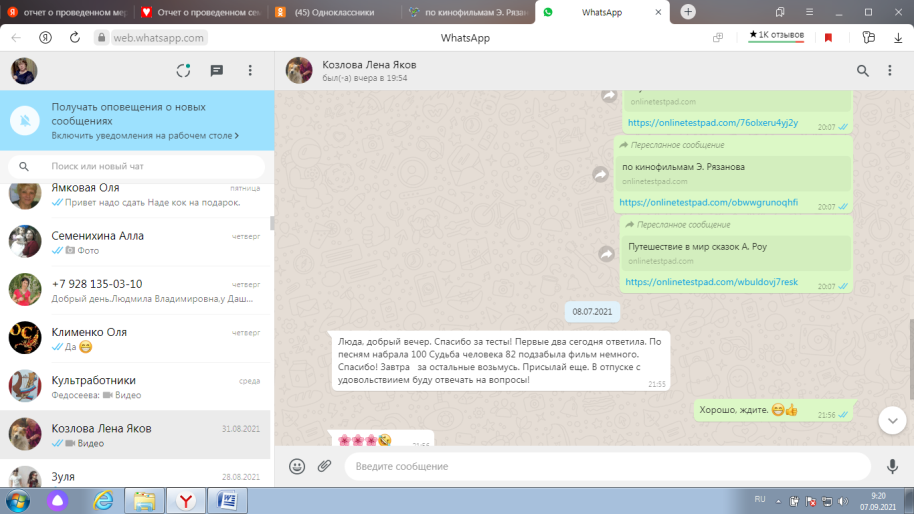 отчет о проведенном мер
Отчет о проведенном сем
(45) Одноклассники
по кинофильмам Э. Рязано
WhatsApp
web.whatsapp.com
WhatsApp
★ 1К отзывов
Козлова Лена Яков
был(-а) вчера в 19:54
Получать оповещения о новых
сообщениях
Включить уведомления на рабочем столе >
Поиск или новый чат
Ямковая Оля
пятница
Привет надо сдать Наде кок на подарок.
Семенихина Алла
четверг
Фото
+7 928 135-03-10
четверг
Добрый день.Людмила Владимировна.у Даш...
Клименко Оля
четверг
Да 😁
Культработники
среда
Федосеева: Видео
Козлова Лена Яков
31.08.2021
Видео
Зуля
28.08.2021
onlinetestpad.com
https://onlinetestpad.com/76olxeru4yj2y
20:07
Пересланное сообщение
по кинофильмам Э. Рязанова
onlinetestpad.com
https://onlinetestpad.com/obwwgrunoqhfi
20:07
Пересланное сообщение
Путешествие в мир сказок А. Роу
onlinetestpad.com
https://onlinetestpad.com/wbuldovj7resk
20:07
08.07.2021
Люда, добрый вечер. Спасибо за тесты! Первые два сегодня ответила. По
песням набрала 100 Судьба человека 82 подзабыла фильм немного.
Спасибо! Завтра за остальные возьмусь. Присылай еще. В отпуске с
удовольствиием буду отвечать на вопросы!
21:55
Хорошо, ждите. 😁👍
21:56
🌸🌸🌸🤣
Введите сообщение
RU
9:20
07.09.2021